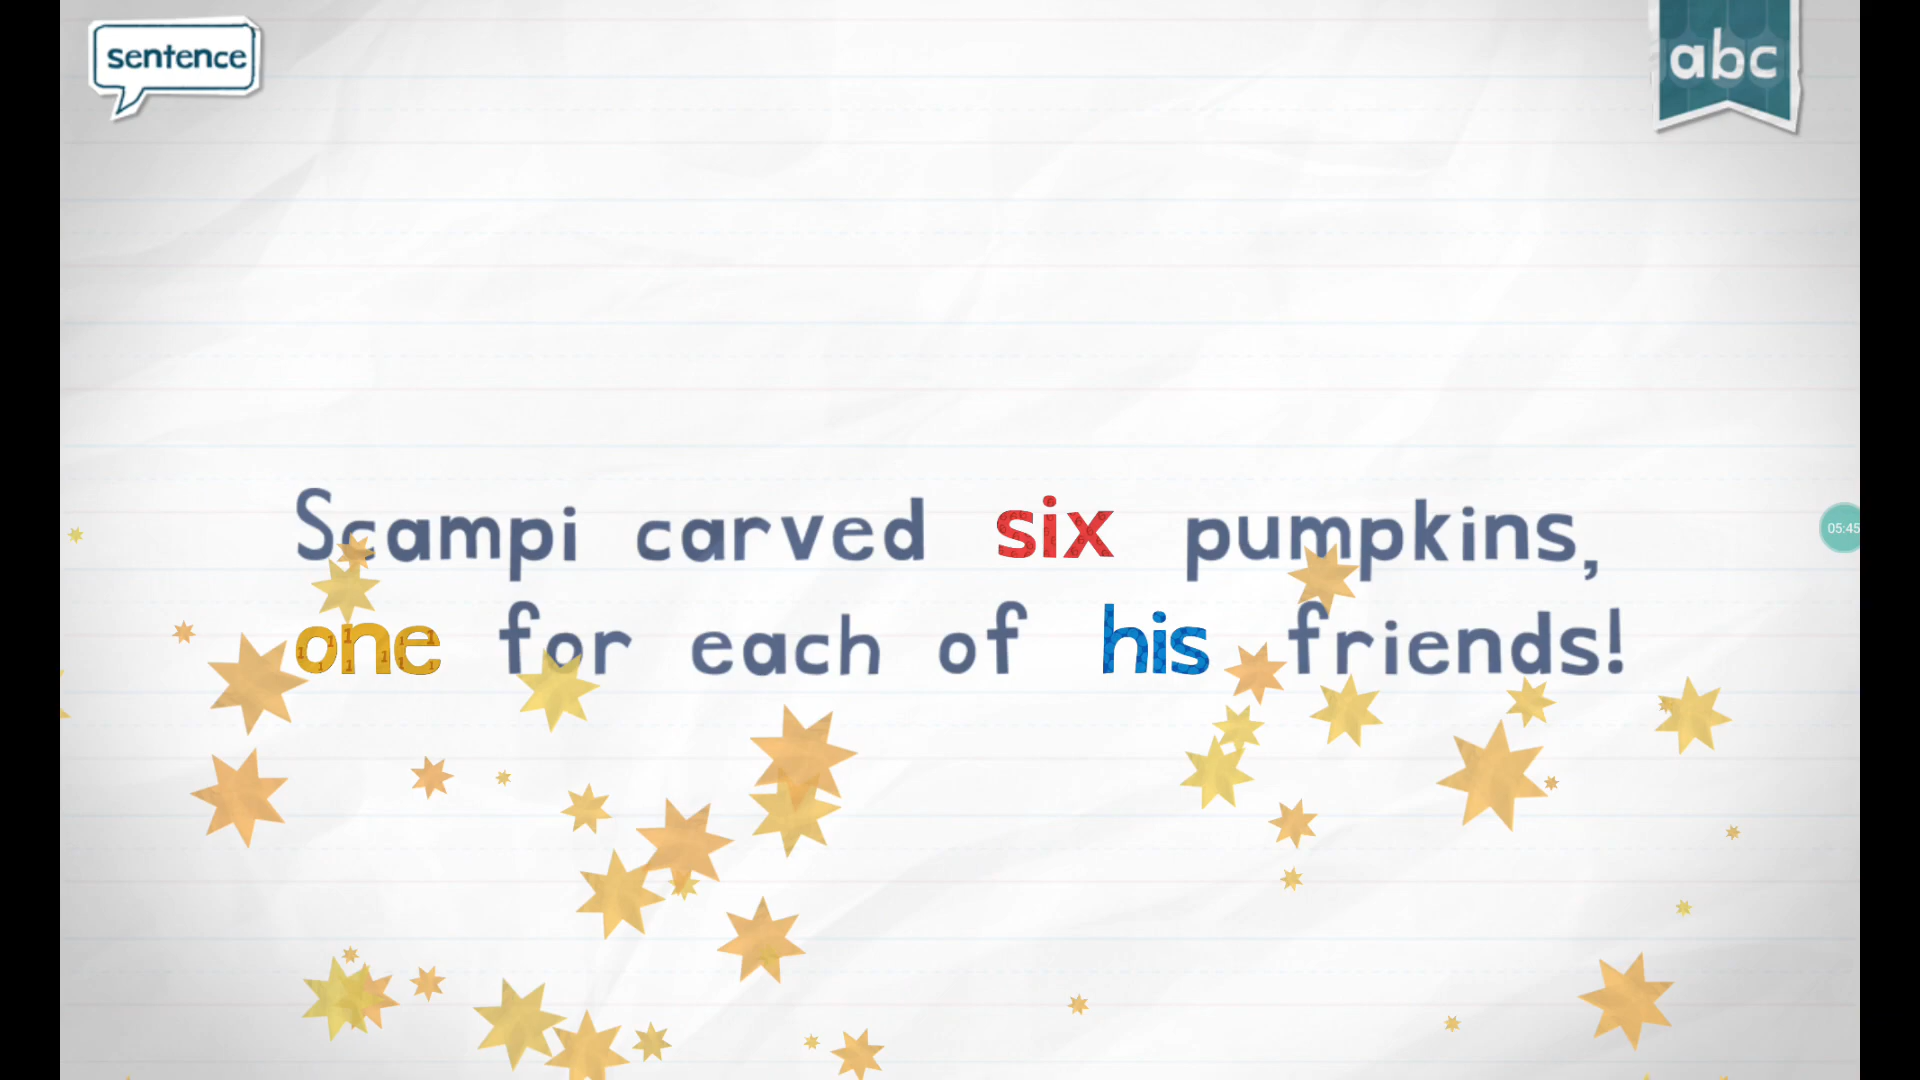 sentence
abc
Scampi carved six pumpkins,
one for each of his friends!
05:45